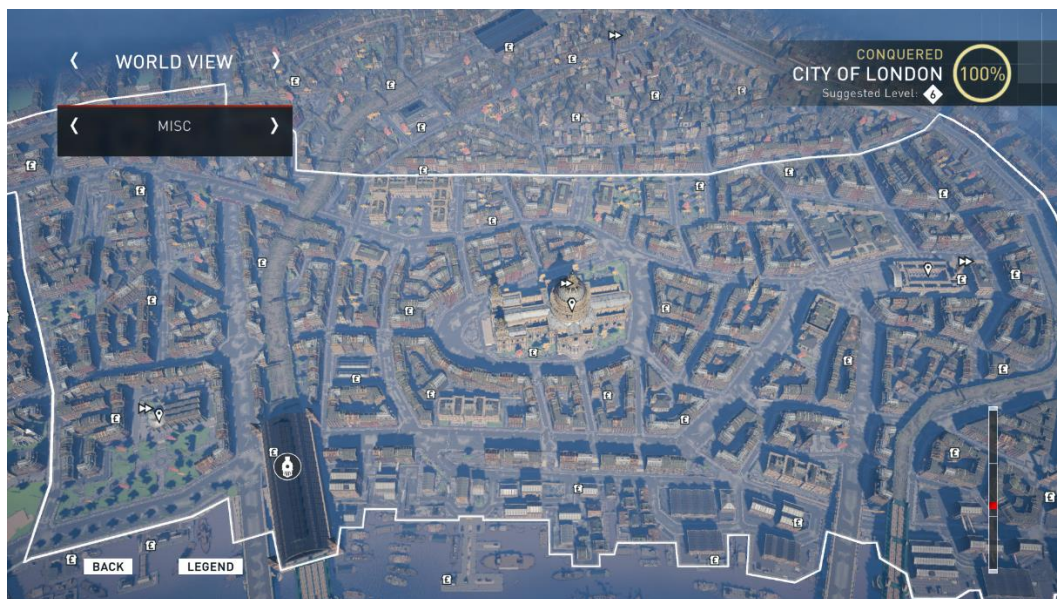 WORLD VIEW
MISC
CONQUERED
CITY OF LONDON
Suggested Level: 6
100%
BACK
LEGEND